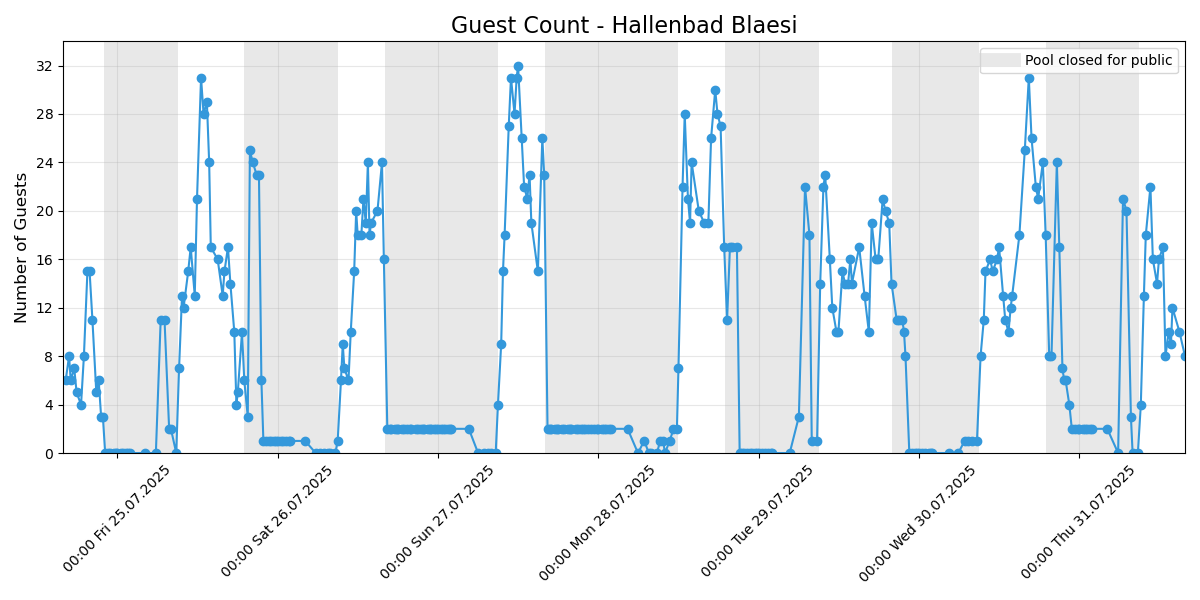 Guest Count - Hallenbad Blaesi
Pool closed for public
Number of Guests
32
28
24
20
16
12
8
4
0
00:00 Fri 25.07.2025
00:00 Sat 26.07.2025
00:00 Sun 27.07.2025
00:00 Mon 28.07.2025
00:00 Tue 29.07.2025
00:00 Wed 30.07.2025
00:00 Thu 31.07.2025